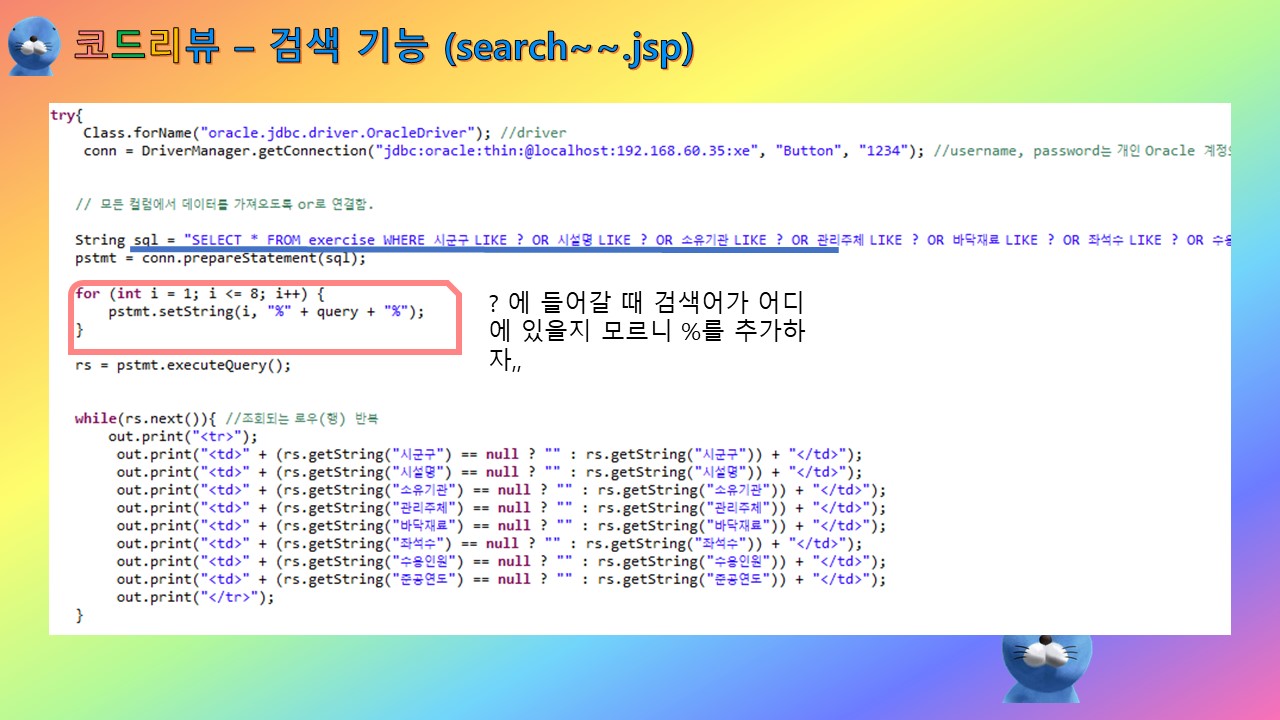 코드리뷰 – 검색 기능 (search~~.jsp)
try{
Class.forName("oracle.jdbc.driver.OracleDriver"); //driver
conn = DriverManager.getConnection("jdbc:oracle:thin:@localhost:192.168.60.35:xe", "Button", "1234"); //username, password는 개인 Oracle 계정
// 모든 컬럼에서 데이터를 가져오도록 or로 연결함.
String sql = "SELECT * FROM exercise WHERE 시군구 LIKE ? OR 시설명 LIKE ? OR 소유기관 LIKE ? OR 관리주체 LIKE ? OR 바닥재료 LIKE ? OR 좌석수 LIKE ? OR
pstmt = conn.prepareStatement(sql);
for (int i = 1; i <= 8; i++) {
pstmt.setString(i, "%" + query + "%");
}
? 에 들어갈 때 검색어가 어디
에 있을지 모르니 %를 추가하
자,,
rs = pstmt.executeQuery();
while(rs.next()){ //조회되는 로우(행) 반복
out.print("<tr>");
out.print("<td>" + (rs.getString("시군구") == null ? "" : rs.getString("시군구")) + "</td>");
out.print("<td>" + (rs.getString("시설명") == null ? "" : rs.getString("시설명")) + "</td>");
out.print("<td>" + (rs.getString("소유기관") == null ? "" : rs.getString("소유기관")) + "</td>");
out.print("<td>" + (rs.getString("관리주체") == null ? "" : rs.getString("관리주체")) + "</td>");
out.print("<td>" + (rs.getString("바닥재료") == null ? "" : rs.getString("바닥재료")) + "</td>");
out.print("<td>" + (rs.getString("좌석수") == null ? "" : rs.getString("좌석수")) + "</td>");
out.print("<td>" + (rs.getString("수용인원") == null ? "" : rs.getString("수용인원")) + "</td>");
out.print("<td>" + (rs.getString("준공연도") == null ? "" : rs.getString("준공연도")) + "</td>");
out.print("</tr>");
}